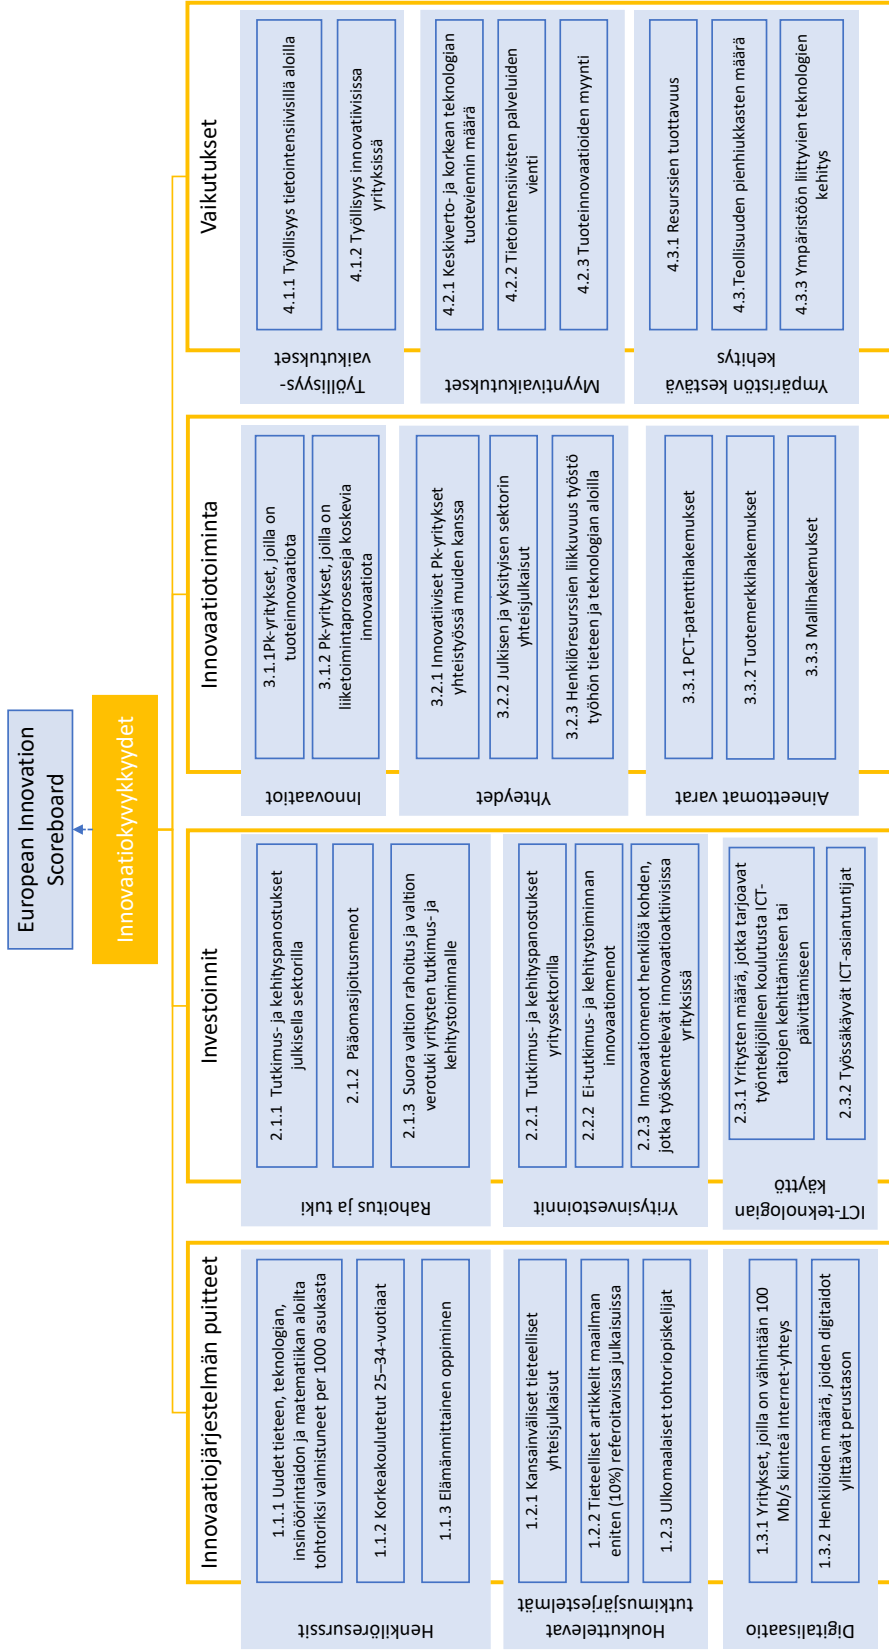 European Innovation
Scoreboard
Innovaatiokyvykkyydet
Innovaatiojärjestelmän puitteet
Henkilöresurssit
1.1.1 Uudet tieteen, teknologian,
insinöörintaidon ja matematiikan aloilta
tohtoriksi valmistuneet per 1000 asukasta
1.1.2 Korkeakoulutetut 25–34-vuotiaat
1.1.3 Elämänmittainen oppiminen
Houkuttelevat
tutkimusjärjestelmät
1.2.1 Kansainväliset tieteelliset
yhteisjulkaisut
1.2.2 Tieteelliset artikkelit maailman
eniten (10%) referoitavissa julkaisuissa
1.2.3 Ulkomaalaiset tohtoriopiskelijat
Digitalisaatio
1.3.1 Yritykset, joilla on vähintään 100
Mb/s kiinteä Internet-yhteys
1.3.2 Henkilöiden määrä, joiden digitaidot
ylittävät perustason
Investoinnit
Rahoitus ja tuki
2.1.1 Tutkimus- ja kehityspanostukset
julkisella sektorilla
2.1.2 Pääomasijoitusmenot
2.1.3 Suora valtion rahoitus ja valtion
verotuki yritysten tutkimus- ja
kehitystoiminnalle
Yritysinvestoinnit
2.2.1 Tutkimus- ja kehityspanostukset
yrityssektorilla
2.2.2 Ei-tutkimus- ja kehitystoiminnan
innovaatiomenot
2.2.3 Innovaatiomenot henkilöä kohden,
jotka työskentelevät innovaatioaktiivisissa
yrityksissä
ICT-teknologian
käyttö
2.3.1 Yritysten määrä, jotka tarjoavat
työntekijöilleen koulutusta ICT-
taitojen kehittämiseen tai
päivittämiseen
2.3.2 Työssäkäyvät ICT-asiantuntijat
Innovaatiotoiminta
Innovaatiot
3.1.1Pk-yritykset, joilla on
tuoteinnovaatiota
3.1.2 Pk-yritykset, joilla on
liiketoimintaprosesseja koskevia
innovaatiota
Yhteydet
3.2.1 Innovatiiviset Pk-yritykset
yhteistyössä muiden kanssa
3.2.2 Julkisen ja yksityisen sektorin
yhteisjulkaisut
3.2.3 Henkilöresurssien liikkuvuus työstö
työhön tieteen ja teknologian aloilla
Aineettomat varat
3.3.1 PCT-patenttihakemukset
3.3.2 Tuotemerkkihakemukset
3.3.3 Mallihakemukset
Vaikutukset
Työllisyys-
vaikutukset
4.1.1 Työllisyys tietointensiivisillä aloilla
4.1.2 Työllisyys innovatiivisissa
yrityksissä
Myyntivaikutukset
4.2.1 Keskiverto- ja korkean teknologian
tuoteviennin määrä
4.2.2 Tietointensiivisten palveluiden
vienti
4.2.3 Tuoteinnovaatioiden myynti
Ympäristön kestävä
kehitys
4.3.1 Resurssien tuottavuus
4.3.Teollisuuden pienhiukkasten määrä
4.3.3 Ympäristöön liittyvien teknologien
kehitys